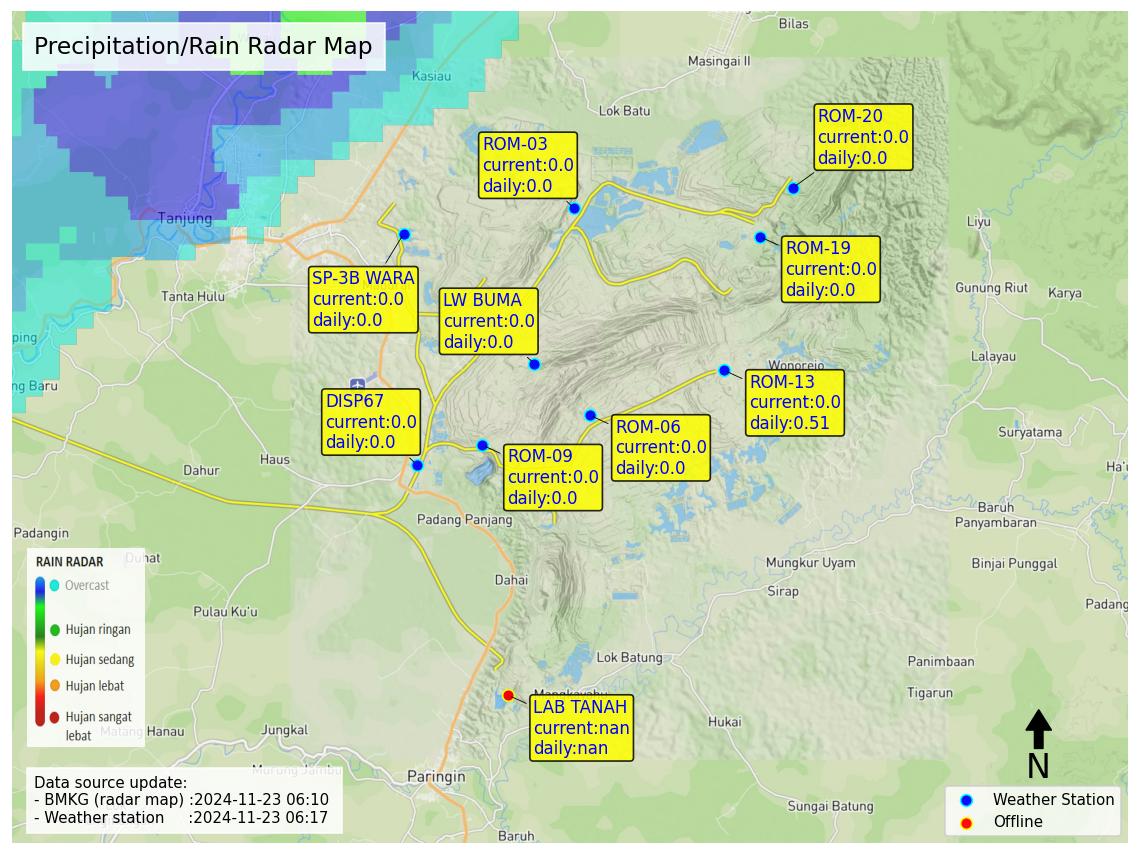 Precipitation/Rain Radar Map
Bilas
Masingai II
Kasiau
Lok Batu
ROM-20
current:0.0
daily:0.0
ROM-03
current:0.0
daily:0.0
Tanjung
Liyu
ROM-19
current:0.0
daily:0.0
SP-3B WARA
current:0.0
daily:0.0
Tanta Hulu
LW BUMA
current:0.0
daily:0.0
Gunung Riut
Karya
ping
Lalayau
Wonorejo
ng Baru
ROM-13
current:0.0
daily:0.51
DISP67
current:0.0
daily:0.0
ROM-06
current:0.0
daily:0.0
Suryatama
ROM-09
current:0.0
daily:0.0
Haus
Dahur
Ha'u
Padang Panjang
Baruh
Panyambaran
Padangin
Duhat
Mungkur Uyam
Binjai Punggal
RAIN RADAR
Overcast
Hujan ringan
Hujan sedang
Hujan lebat
Hujan sangat
lebat
Dahai
Sirap
Padang
Pulau Ku'u
Lok Batung
Panimbaan
Tigarun
Mangkayahu
LAB TANAH
current:nan
daily:nan
Matang Hanau
Jungkal
Hukai
Murung Jambu
Paringin
N
Data source update:
- BMKG (radar map) :2024-11-23 06:10
- Weather station :2024-11-23 06:17
Sungai Batung
Baruh
Weather Station
Offline